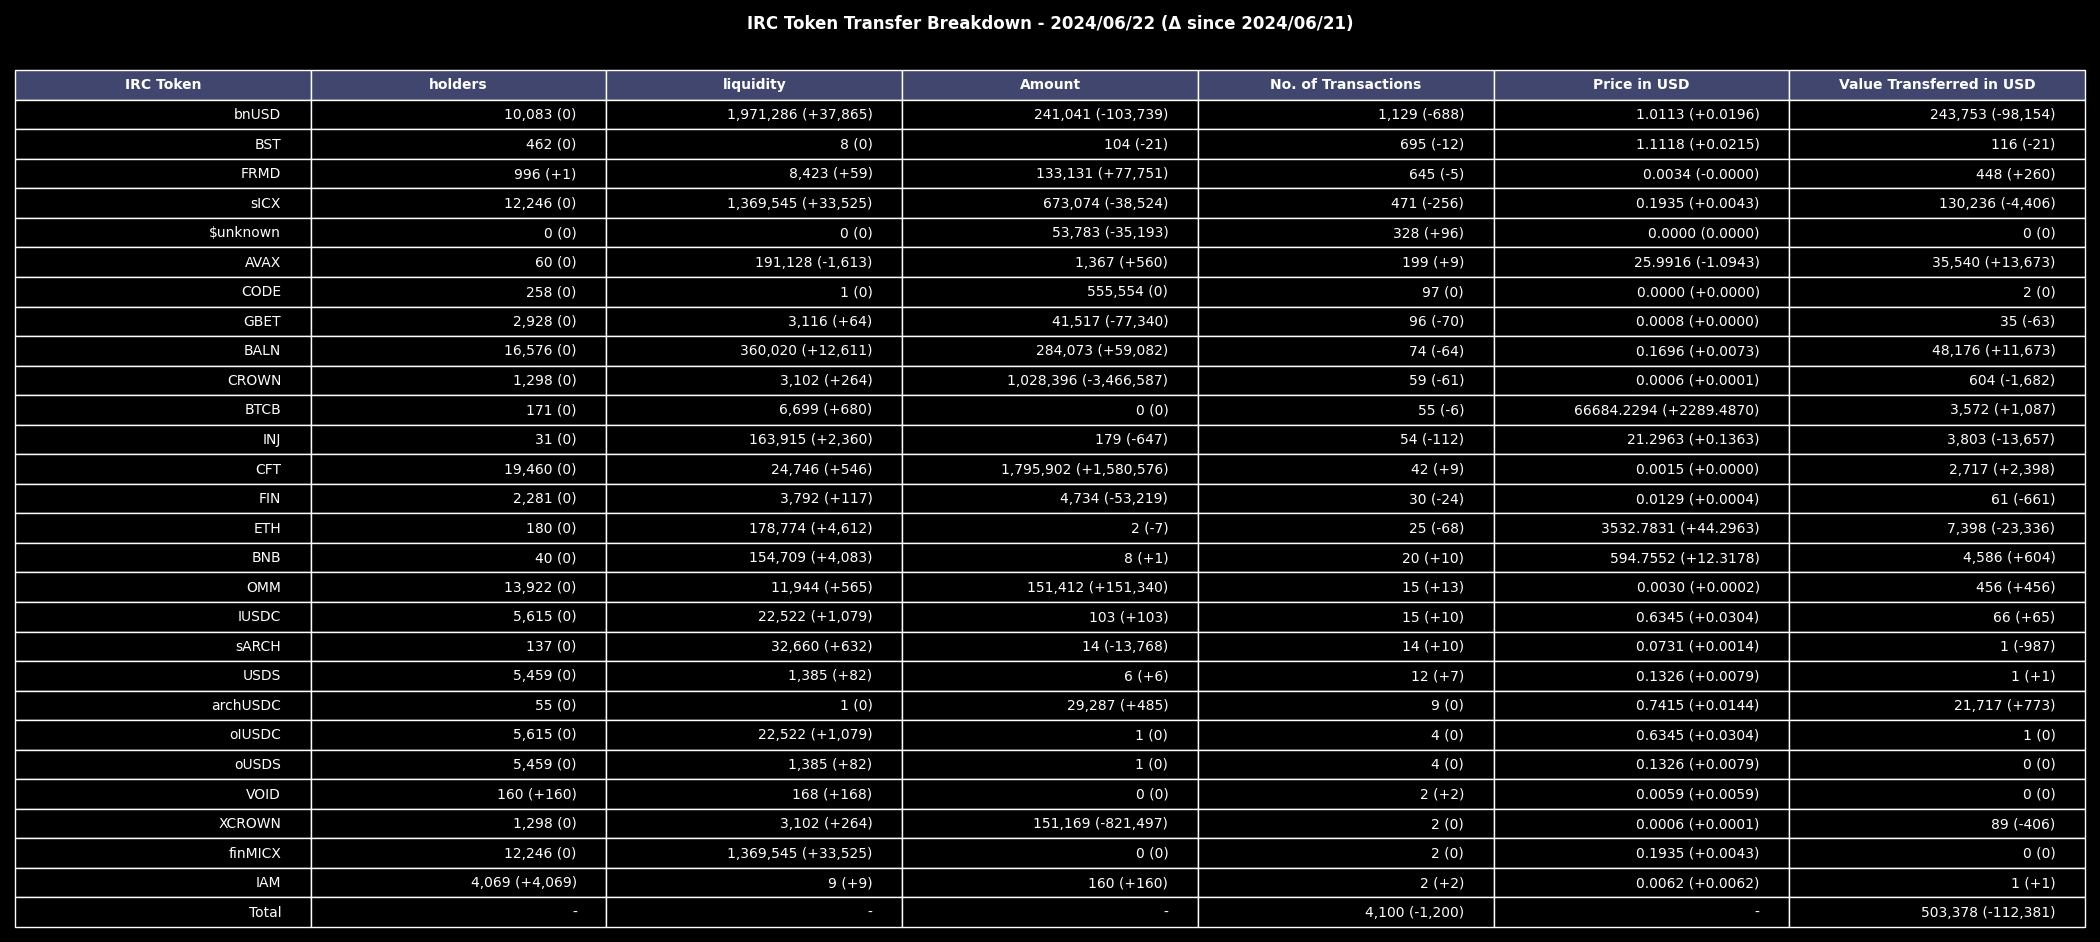 IRC Token Transfer Breakdown - 2024/06/22 (Δ since 2024/06/21)
IRC Token holders liquidity Amount No. of Transactions Price in USD Value Transferred in USD
bnUSD 10,083 (0) 1,971,286 (+37,865) 241,041 (-103,739) 1,129 (-688) 1.0113 (+0.0196) 243,753 (-98,154)
BST 462 (0) 8 (0) 104 (-21) 695 (-12) 1.1118 (+0.0215) 116 (-21)
FRMD 996 (+1) 8,423 (+59) 133,131 (+77,751) 645 (-5) 0.0034 (-0.0000) 448 (+260)
sICX 12,246 (0) 1,369,545 (+33,525) 673,074 (-38,524) 471 (-256) 0.1935 (+0.0043) 130,236 (-4,406)
$unknown 0 (0) 0 (0) 53,783 (-35,193) 328 (+96) 0.0000 (0.0000) 0 (0)
AVAX 60 (0) 191,128 (-1,613) 1,367 (+560) 199 (+9) 25.9916 (-1.0943) 35,540 (+13,673)
CODE 258 (0) 1 (0) 555,554 (0) 97 (0) 0.0000 (+0.0000) 2 (0)
GBET 2,928 (0) 3,116 (+64) 41,517 (-77,340) 96 (-70) 0.0008 (+0.0000) 35 (-63)
BALN 16,576 (0) 360,020 (+12,611) 284,073 (+59,082) 74 (-64) 0.1696 (+0.0073) 48,176 (+11,673)
CROWN 1,298 (0) 3,102 (+264) 1,028,396 (-3,466,587) 59 (-61) 0.0006 (+0.0001) 604 (-1,682)
BTCB 171 (0) 6,699 (+680) 0 (0) 55 (-6) 66684.2294 (+2289.4870) 3,572 (+1,087)
INJ 31 (0) 163,915 (+2,360) 179 (-647) 54 (-112) 21.2963 (+0.1363) 3,803 (-13,657)
CFT 19,460 (0) 24,746 (+546) 1,795,902 (+1,580,576) 42 (+9) 0.0015 (+0.0000) 2,717 (+2,398)
FIN 2,281 (0) 3,792 (+117) 4,734 (-53,219) 30 (-24) 0.0129 (+0.0004) 61 (-661)
ETH 180 (0) 178,774 (+4,612) 2 (-7) 25 (-68) 3532.7831 (+44.2963) 7,398 (-23,336)
BNB 40 (0) 154,709 (+4,083) 8 (+1) 20 (+10) 594.7552 (+12.3178) 4,586 (+604)
OMM 13,922 (0) 11,944 (+565) 151,412 (+151,340) 15 (+13) 0.0030 (+0.0002) 456 (+456)
IUSDC 5,615 (0) 22,522 (+1,079) 103 (+103) 15 (+10) 0.6345 (+0.0304) 66 (+65)
sARCH 137 (0) 32,660 (+632) 14 (-13,768) 14 (+10) 0.0731 (+0.0014) 1 (-987)
USDS 5,459 (0) 1,385 (+82) 6 (+6) 12 (+7) 0.1326 (+0.0079) 1 (+1)
archUSDC 55 (0) 1 (0) 29,287 (+485) 9 (0) 0.7415 (+0.0144) 21,717 (+773)
oIUSDC 5,615 (0) 22,522 (+1,079) 1 (0) 4 (0) 0.6345 (+0.0304) 1 (0)
oUSDS 5,459 (0) 1,385 (+82) 1 (0) 4 (0) 0.1326 (+0.0079) 0 (0)
VOID 160 (+160) 168 (+168) 0 (0) 2 (+2) 0.0059 (+0.0059) 0 (0)
XCROWN 1,298 (0) 3,102 (+264) 151,169 (-821,497) 2 (0) 0.0006 (+0.0001) 89 (-406)
finMICX 12,246 (0) 1,369,545 (+33,525) 0 (0) 2 (0) 0.1935 (+0.0043) 0 (0)
IAM 4,069 (+4,069) 9 (+9) 160 (+160) 2 (+2) 0.0062 (+0.0062) 1 (+1)
Total - - - 4,100 (-1,200) - 503,378 (-112,381)